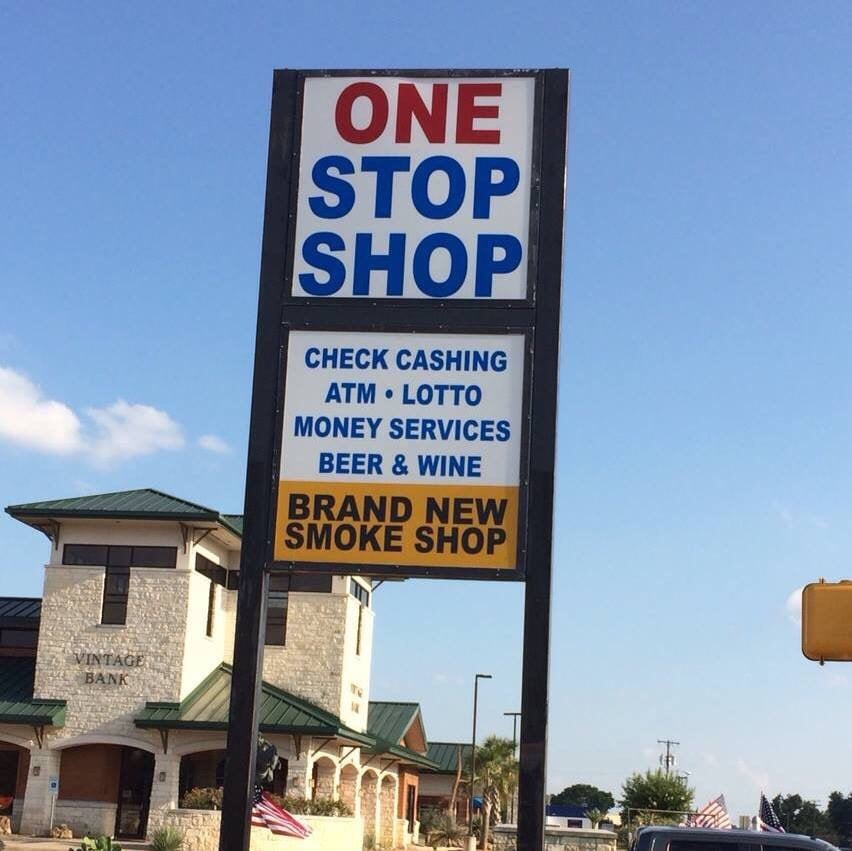 ONE
STOP
SHOP
CHECK CASHING
ATM • LOTTO
MONEY SERVICES
BEER & WINE
BRAND NEW
SMOKE SHOP
VINTAGE
BANK